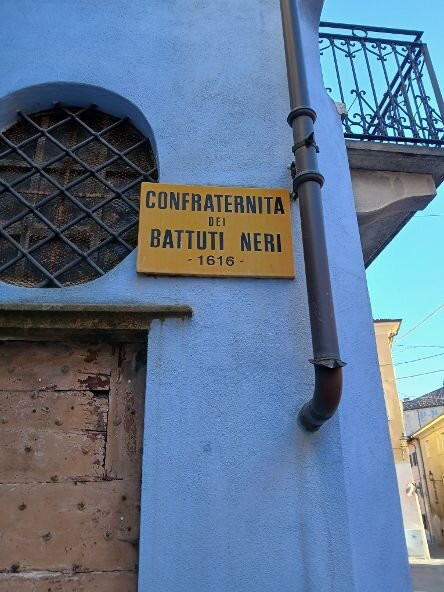 CONFRATERNITA
DEI
BATTUTI NERI
- 1616 -